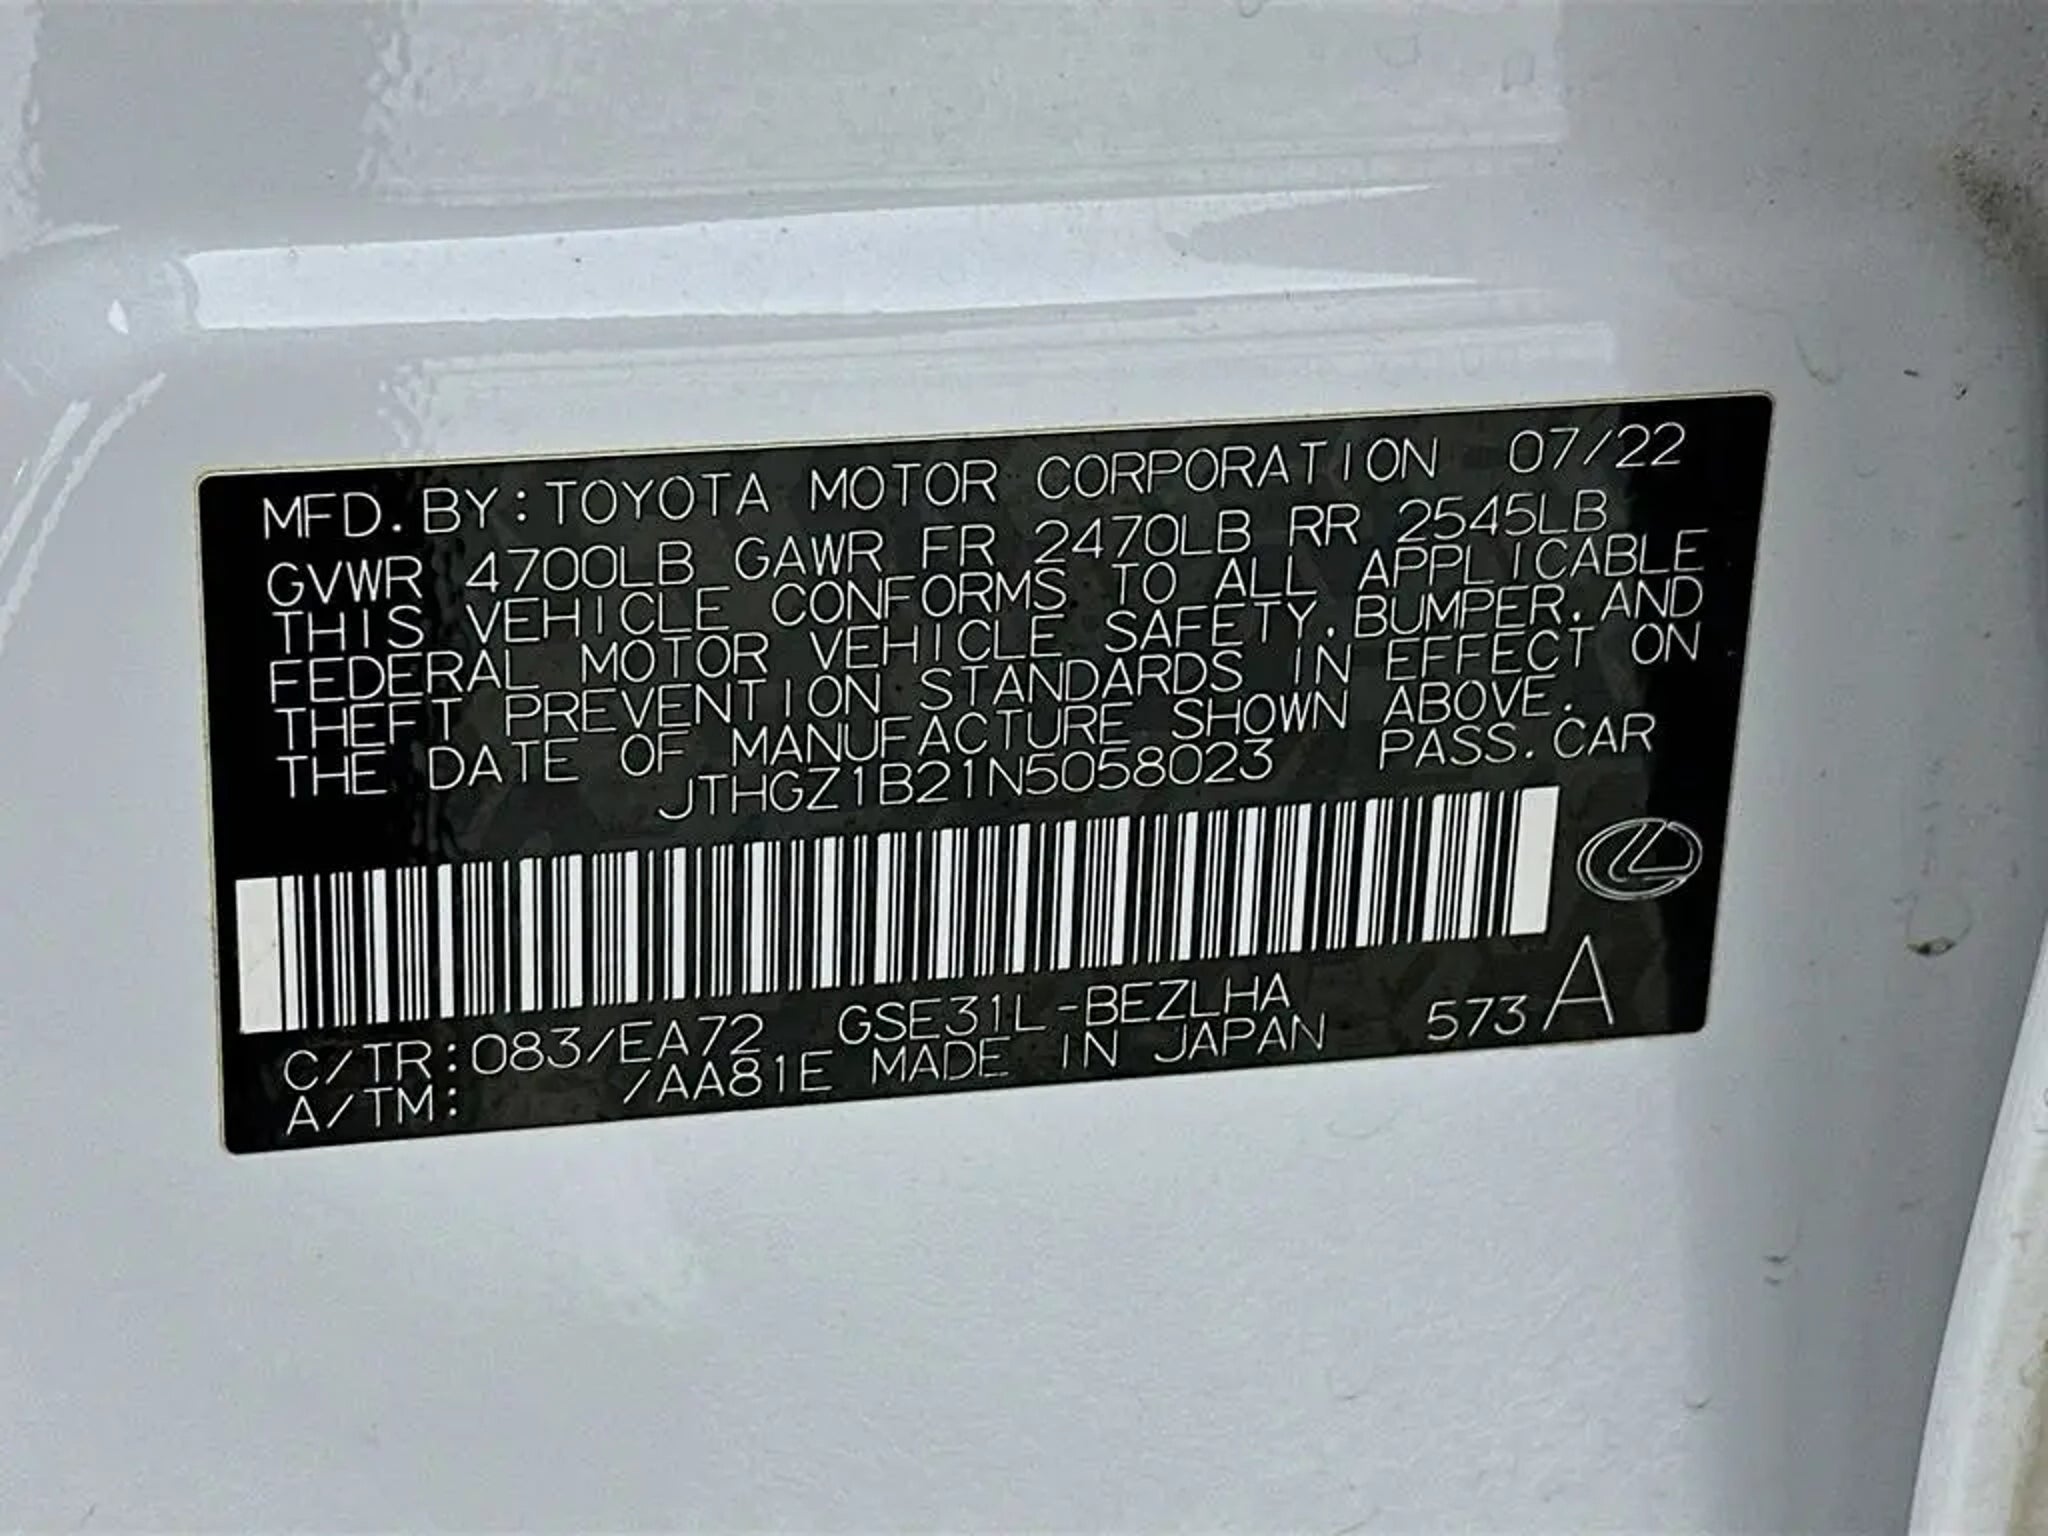 MFD. BY: TOYOTA MOTOR CORPORATION 07/22
GVWR 4700LB GAWR FR 2470LB RR 2545LB
THIS VEHICLE CONFORMS TO ALL APPLICABLE
FEDERAL MOTOR VEHICLE SAFETY, BUMPER, AND
THEFT PREVENTION STANDARDS IN EFFECT ON
THE DATE OF MANUFACTURE SHOWN ABOVE.
JTHGZ1B21N5058023 PASS. CAR
C/TR: 083/EA72 GSE31L-BEZLHA 573 A
A/TM: /AA81E MADE IN JAPAN